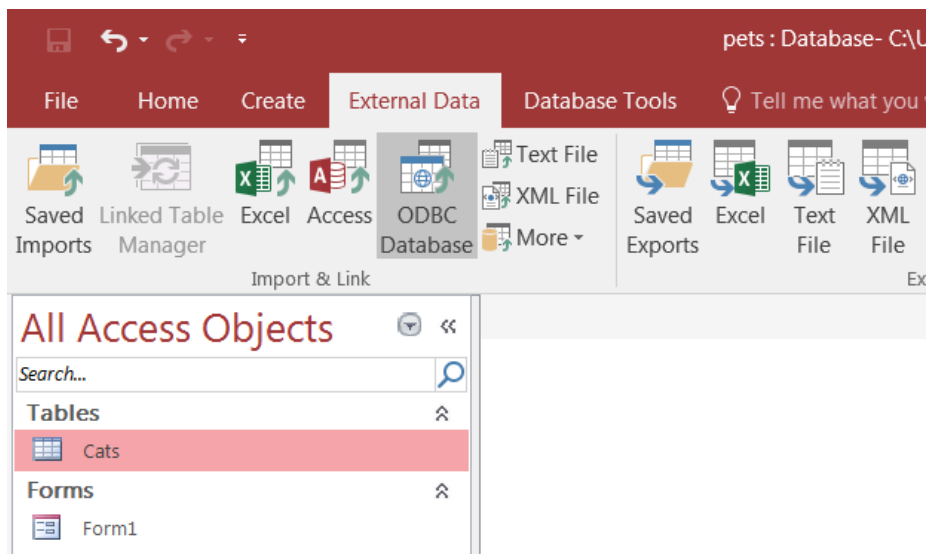 pets : Database- C:\U
File Home Create External Data Database Tools Tell me what you
Saved Imports
Linked Table Manager
Excel
Access
ODBC Database
Text File
XML File
More
Saved Exports
Excel
Text File
XML File
Import & Link
Ex
All Access Objects
Search...
Tables
Cats
Forms
Form1